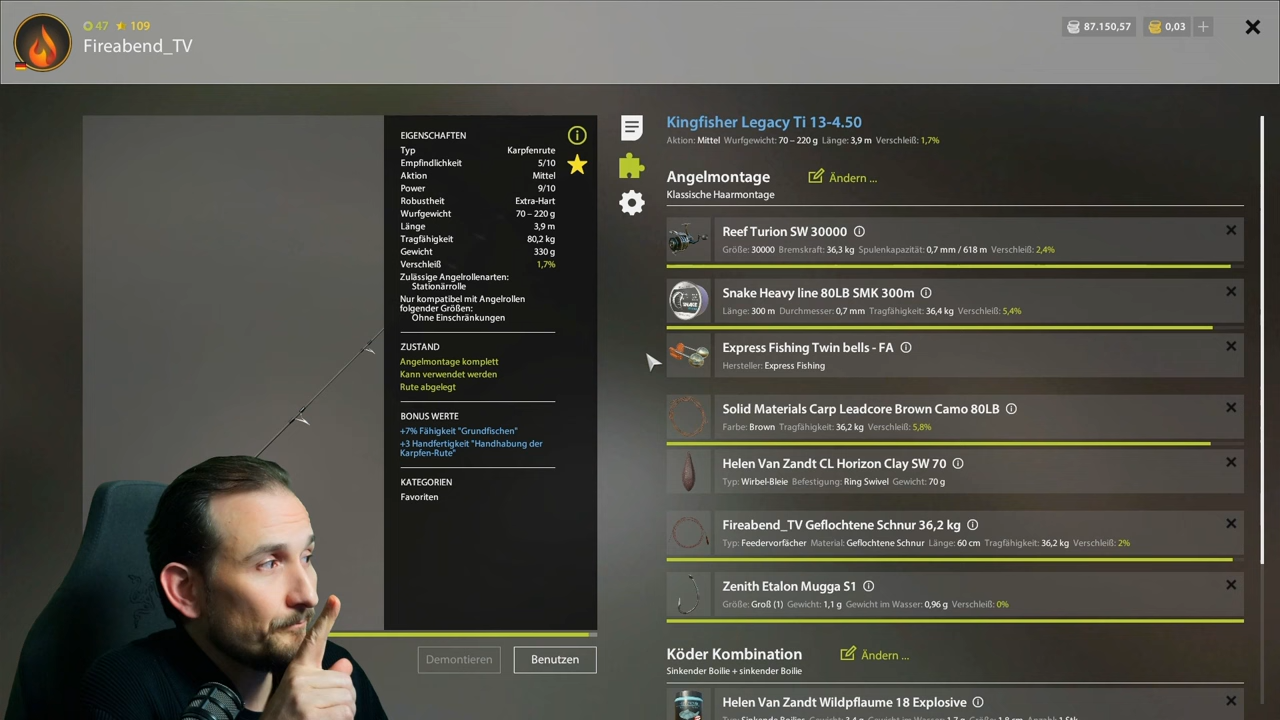 47 109
Fireabend_TV
87.150,57 0,03
EIGENSCHAFTEN
Typ Karpfenrute
Empfindlichkeit 5/10
Aktion Mittel
Power 9/10
Robustheit Extra-Hart
Wurfgewicht 70 – 220 g
Länge 3,9 m
Tragfähigkeit 80,2 kg
Gewicht 330 g
Verschleiß 1,7%
Zulässige Angelrollenarten:
Stationärrolle
Nur kompatibel mit Angelrollen
folgender Größen:
Ohne Einschränkungen
ZUSTAND
Angelmontage komplett
Kann verwendet werden
Rute abgelegt
BONUS WERTE
+7% Fähigkeit "Grundfischen"
+3 Handfertigkeit "Handhabung der
Karpfen-Rute"
KATEGORIEN
Favoriten
Demontieren Benutzen
Kingfisher Legacy Ti 13-4.50
Aktion: Mittel Wurfgewicht: 70 – 220 g Länge: 3,9 m Verschleiß: 1,7%
Angelmontage Ändern ...
Klassische Haarmontage
Reef Turion SW 30000
Größe: 30000 Bremskraft: 36,3 kg Spulenkapazität: 0,7 mm / 618 m Verschleiß: 2,4%
Snake Heavy line 80LB SMK 300m
Länge: 300 m Durchmesser: 0,7 mm Tragfähigkeit: 36,4 kg Verschleiß: 5,4%
Express Fishing Twin bells - FA
Hersteller: Express Fishing
Solid Materials Carp Leadcore Brown Camo 80LB
Farbe: Brown Tragfähigkeit: 36,2 kg Verschleiß: 5,8%
Helen Van Zandt CL Horizon Clay SW 70
Typ: Wirbel-Bleie Befestigung: Ring Swivel Gewicht: 70 g
Fireabend_TV Geflochtene Schnur 36,2 kg
Typ: Feedervorfächer Material: Geflochtene Schnur Länge: 60 cm Tragfähigkeit: 36,2 kg Verschleiß: 2%
Zenith Etalon Mugga S1
Größe: Groß (1) Gewicht: 1,1 g Gewicht im Wasser: 0,96 g Verschleiß: 0%
Köder Kombination Ändern ...
Sinkender Boilie + sinkender Boilie
Helen Van Zandt Wildpflaume 18 Explosive